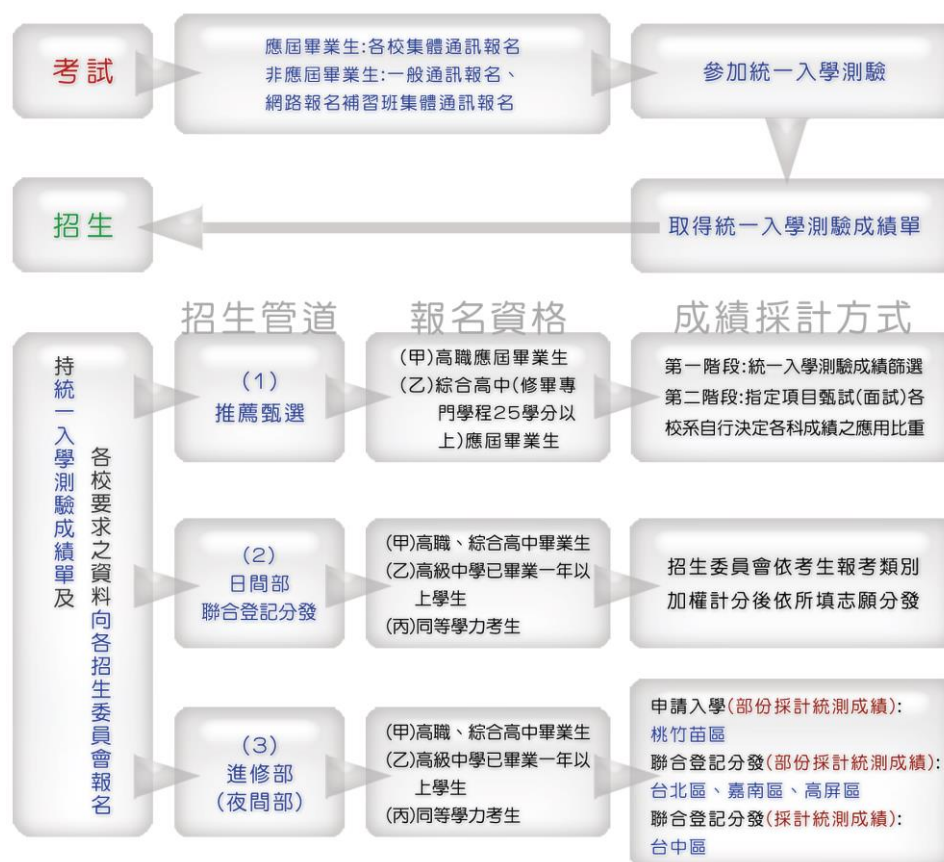 考試
應屆畢業生:各校集體通訊報名
非應屆畢業生:一般通訊報名、
網路報名補習班集體通訊報名
參加統一入學測驗
招生
取得統一入學測驗成績單
招生管道
報名資格
成績採計方式
持統一入學測驗成績單及
各校要求之資料向各招生委員會報名
(1)
推薦甄選
(甲)高職應屆畢業生
(乙)綜合高中(修畢專
門學程25學分以
上)應屆畢業生
第一階段:統一入學測驗成績篩選
第二階段:指定項目甄試(面試)各
校系自行決定各科成績之應用比重
(2)
日間部
聯合登記分發
(甲)高職、綜合高中畢業生
(乙)高級中學已畢業一年以
上學生
(丙)同等學力考生
招生委員會依考生報考類別
加權計分後依所填志願分發
(3)
進修部
(夜間部)
(甲)高職、綜合高中畢業生
(乙)高級中學已畢業一年以
上學生
(丙)同等學力考生
申請入學(部份採計統測成績):
桃竹苗區
聯合登記分發(部份採計統測成績):
台北區、嘉南區、高屏區
聯合登記分發(採計統測成績):
台中區